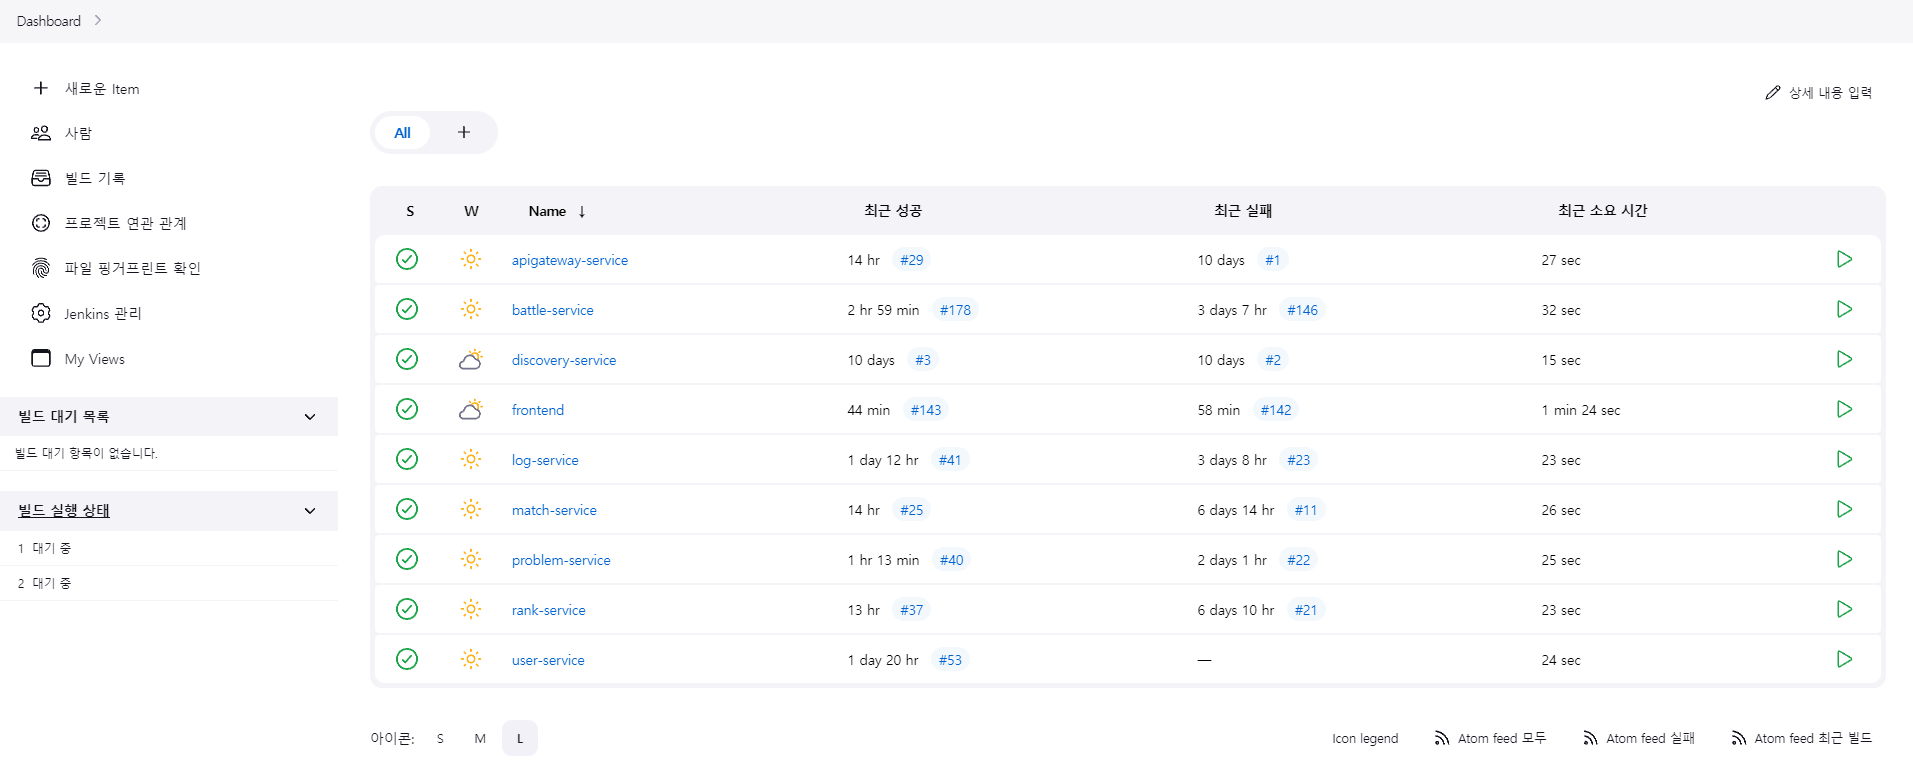 Dashboard
새로운 Item
사람
빌드 기록
프로젝트 연관 관계
파일 핑거프린트 확인
Jenkins 관리
My Views
빌드 대기 목록
빌드 대기 항목이 없습니다.
빌드 실행 상태
1 대기 중
2 대기 중
상세 내용 입력
All +
S W Name ↓ 최근 성공 최근 실패 최근 소요 시간
apigateway-service 14 hr #29 10 days #1 27 sec
battle-service 2 hr 59 min #178 3 days 7 hr #146 32 sec
discovery-service 10 days #3 10 days #2 15 sec
frontend 44 min #143 58 min #142 1 min 24 sec
log-service 1 day 12 hr #41 3 days 8 hr #23 23 sec
match-service 14 hr #25 6 days 14 hr #11 26 sec
problem-service 1 hr 13 min #40 2 days 1 hr #22 25 sec
rank-service 13 hr #37 6 days 10 hr #21 23 sec
user-service 1 day 20 hr #53 — 24 sec
아이콘: S M L
Icon legend Atom feed 모두 Atom feed 실패 Atom feed 최근 빌드